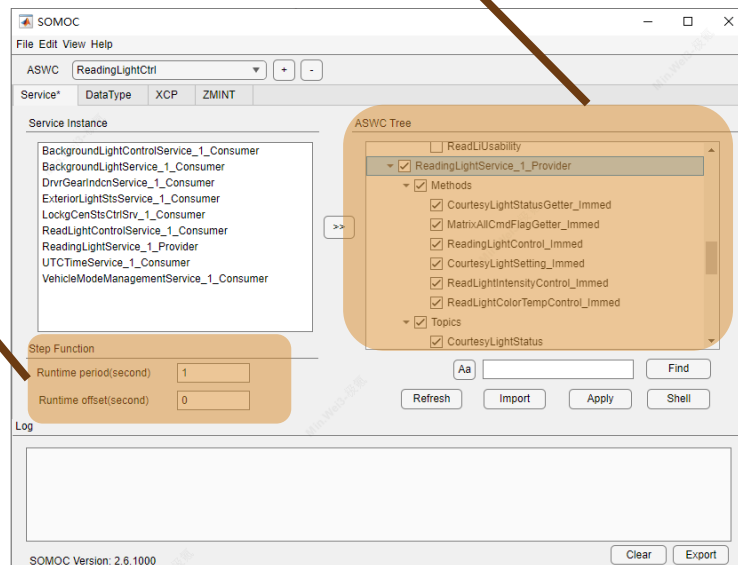 SOMOC
File Edit View Help
ASWC ReadingLightCtrl + -
Service* DataType XCP ZMINT
Service Instance
BackgroundLightControlService_1_Consumer
BackgroundLightService_1_Consumer
DrvrGearIndcnService_1_Consumer
ExteriorLightStsService_1_Consumer
LockgCenStsCtrlSrv_1_Consumer
ReadLightControlService_1_Consumer
ReadingLightService_1_Provider
UTCTimeService_1_Consumer
VehicleModeManagementService_1_Consumer
>>
ASWC Tree
ReadLiUsability
ReadingLightService_1_Provider
Methods
CourtesyLightStatusGetter_Immed
MatrixAllCmdFlagGetter_Immed
ReadingLightControl_Immed
CourtesyLightSetting_Immed
ReadLightIntensityControl_Immed
ReadLightColorTempControl_Immed
Topics
CourtesyLightStatus
Step Function
Runtime period(second) 1
Runtime offset(second) 0
Aa Find
Refresh Import Apply Shell
Log
SOMOC Version: 2.6.1000
Clear Export